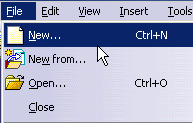 File Edit View Insert Tools
New... Ctrl+N
New from...
Open... Ctrl+O
Close